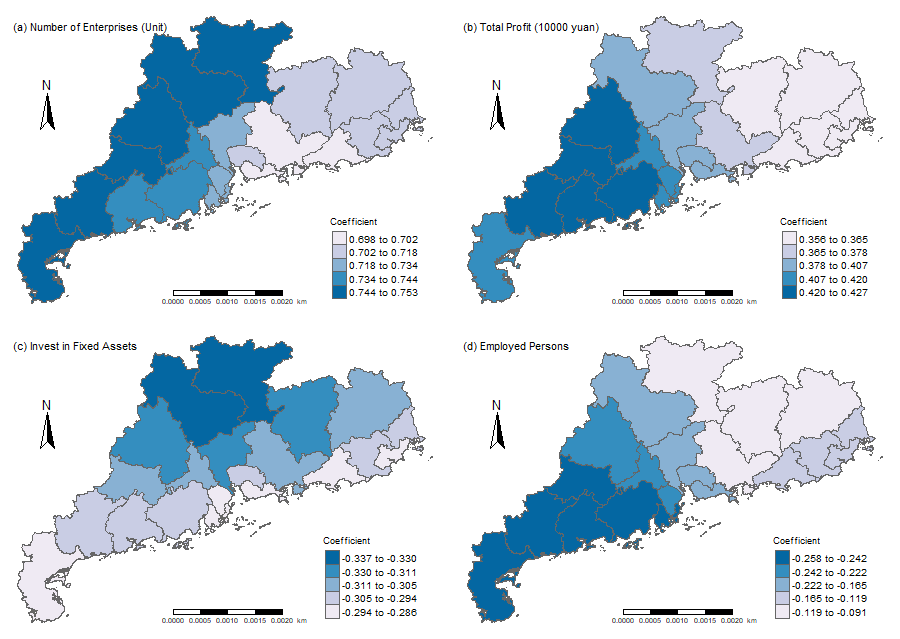 (a) Number of Enterprises (Unit)
N
Coefficient
0.698 to 0.702
0.702 to 0.718
0.718 to 0.734
0.734 to 0.744
0.744 to 0.753
0.0000 0.0005 0.0010 0.0015 0.0020 km
(b) Total Profit (10000 yuan)
N
Coefficient
0.356 to 0.365
0.365 to 0.378
0.378 to 0.407
0.407 to 0.420
0.420 to 0.427
0.0000 0.0005 0.0010 0.0015 0.0020 km
(c) Invest in Fixed Assets
N
Coefficient
-0.337 to -0.330
-0.330 to -0.311
-0.311 to -0.305
-0.305 to -0.294
-0.294 to -0.286
0.0000 0.0005 0.0010 0.0015 0.0020 km
(d) Employed Persons
N
Coefficient
-0.258 to -0.242
-0.242 to -0.222
-0.222 to -0.165
-0.165 to -0.119
-0.119 to -0.091
0.0000 0.0005 0.0010 0.0015 0.0020 km